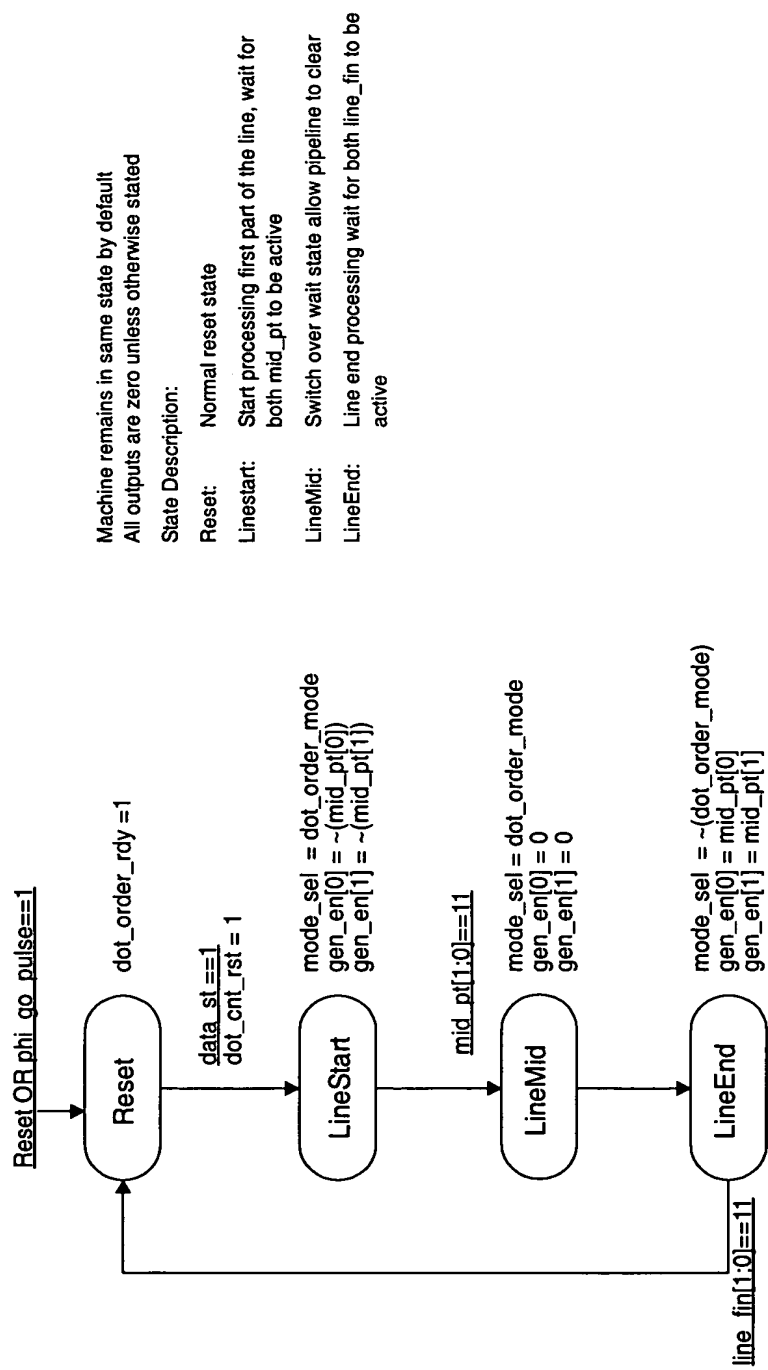 Reset OR phi_go_pulse==1
Reset
dot_order_rdy =1
data_st ==1
dot_cnt_rst = 1
LineStart
mode_sel = dot_order_mode
gen_en[0] = ~(mid_pt[0])
gen_en[1] = ~(mid_pt[1])
mid_pt[1:0]==11
LineMid
mode_sel = dot_order_mode
gen_en[0] = 0
gen_en[1] = 0
LineEnd
mode_sel = ~(dot_order_mode)
gen_en[0] = mid_pt[0]
gen_en[1] = mid_pt[1]
line_fin[1:0]==11
Machine remains in same state by default
All outputs are zero unless otherwise stated
State Description:
Reset: Normal reset state
Linestart: Start processing first part of the line, wait for
both mid_pt to be active
LineMid: Switch over wait state allow pipeline to clear
LineEnd: Line end processing wait for both line_fin to be
active